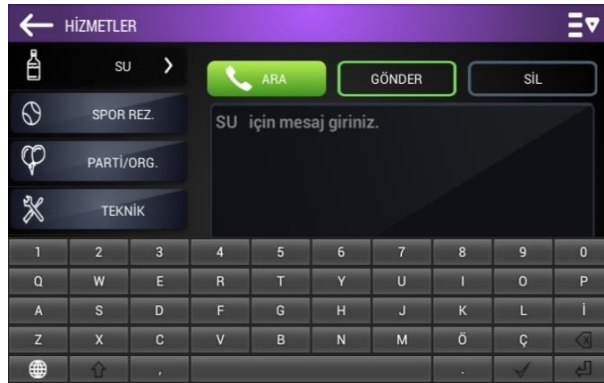 HİZMETLER
SU
SPOR REZ.
PARTİ/ORG.
TEKNİK
ARA GÖNDER SİL
SU için mesaj giriniz.
1 2 3 4 5 6 7 8 9 0
Q W E R T Y U I O P
A S D F G H J K L İ
Z X C V B N M Ö Ç
, .